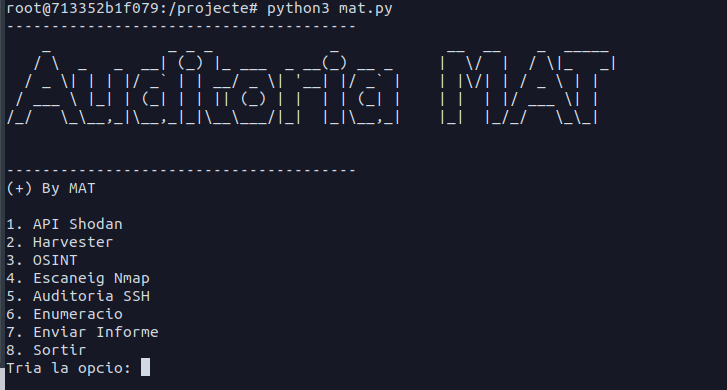 root@713352b1f079:/projecte# python3 mat.py
---------------------------------------
Auditoria MAT
---------------------------------------
(+) By MAT
1. API Shodan
2. Harvester
3. OSINT
4. Escaneig Nmap
5. Auditoria SSH
6. Enumeracio
7. Enviar Informe
8. Sortir
Tria la opcio: